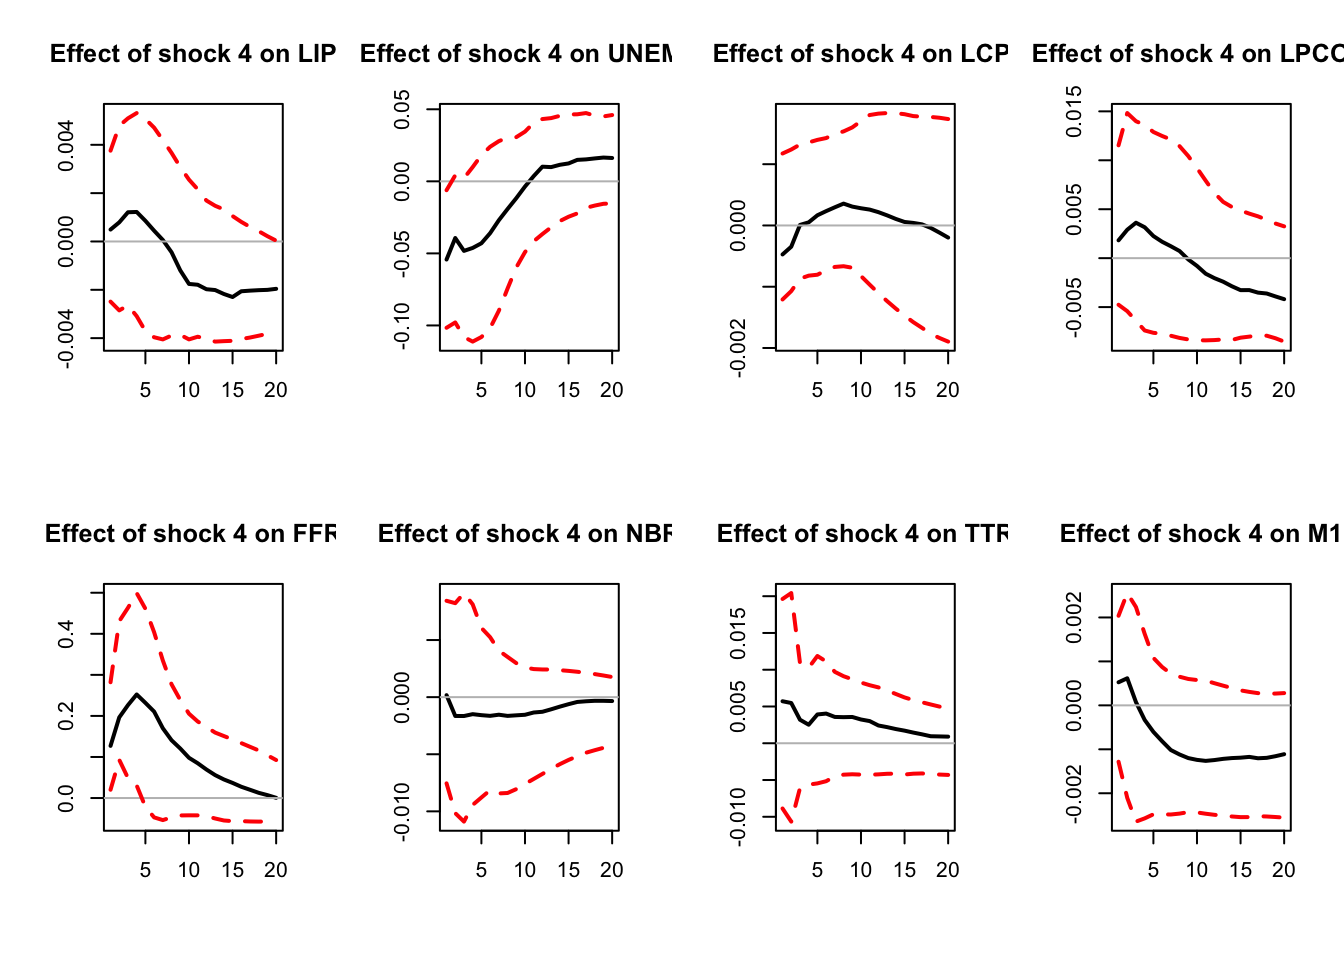 Effect of shock 4 on LIP
Effect of shock 4 on UNEM
Effect of shock 4 on LCP
Effect of shock 4 on LPCO
0.004
0.000
-0.004
5 10 15 20
0.05
0.00
-0.05
-0.10
5 10 15 20
0.000
-0.002
5 10 15 20
0.015
0.005
-0.005
5 10 15 20
Effect of shock 4 on FFR
Effect of shock 4 on NBR
Effect of shock 4 on TTR
Effect of shock 4 on M1
0.4
0.2
0.0
5 10 15 20
0.000
-0.010
5 10 15 20
0.015
0.005
-0.010
5 10 15 20
0.002
0.000
-0.002
5 10 15 20